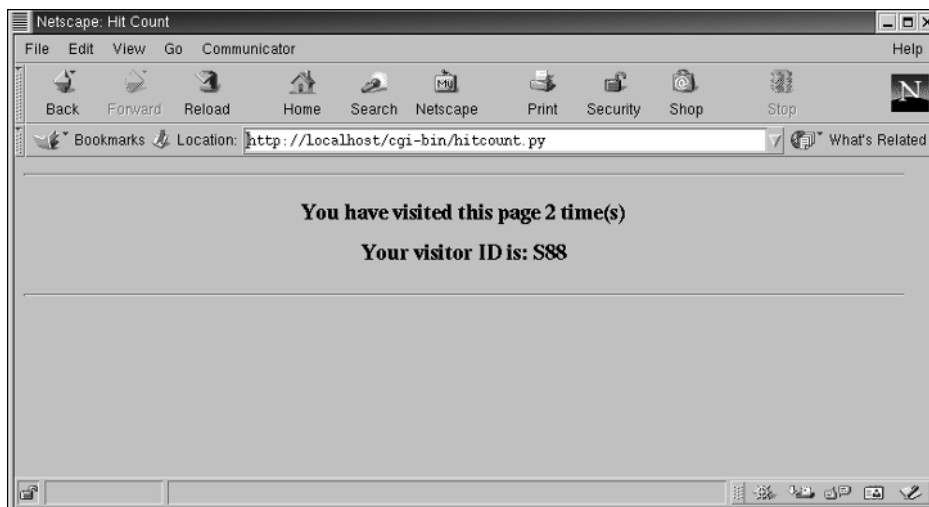 Netscape: Hit Count
File Edit View Go Communicator Help
Back Forward Reload Home Search Netscape Print Security Shop Stop
My
N
Bookmarks Location: http://localhost/cgi-bin/hitcount.py What's Related
You have visited this page 2 time(s)
Your visitor ID is: S88